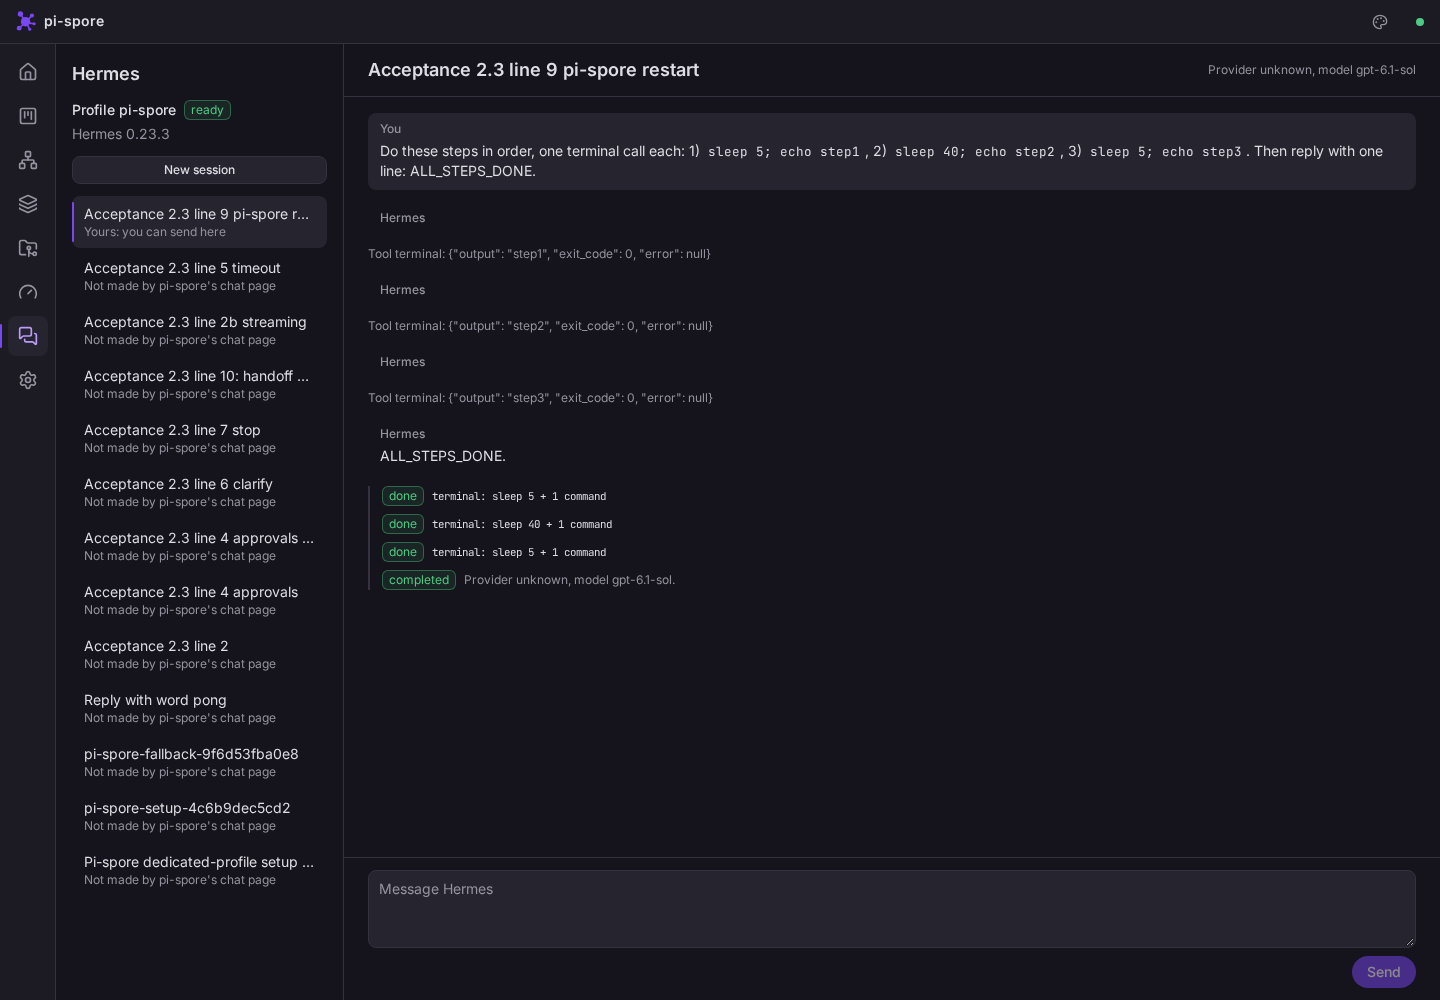 pi-spore
Hermes
Profile pi-spore ready
Hermes 0.23.3
New session
Acceptance 2.3 line 9 pi-spore r...
Yours: you can send here
Acceptance 2.3 line 5 timeout
Not made by pi-spore's chat page
Acceptance 2.3 line 2b streaming
Not made by pi-spore's chat page
Acceptance 2.3 line 10: handoff ...
Not made by pi-spore's chat page
Acceptance 2.3 line 7 stop
Not made by pi-spore's chat page
Acceptance 2.3 line 6 clarify
Not made by pi-spore's chat page
Acceptance 2.3 line 4 approvals ...
Not made by pi-spore's chat page
Acceptance 2.3 line 4 approvals
Not made by pi-spore's chat page
Acceptance 2.3 line 2
Not made by pi-spore's chat page
Reply with word pong
Not made by pi-spore's chat page
pi-spore-fallback-9f6d53fba0e8
Not made by pi-spore's chat page
pi-spore-setup-4c6b9dec5cd2
Not made by pi-spore's chat page
Pi-spore dedicated-profile setup ...
Not made by pi-spore's chat page
Acceptance 2.3 line 9 pi-spore restart
Provider unknown, model gpt-6.1-sol
You
Do these steps in order, one terminal call each: 1) sleep 5; echo step1 , 2) sleep 40; echo step2 , 3) sleep 5; echo step3 . Then reply with one
line: ALL_STEPS_DONE.
Hermes
Tool terminal: {"output": "step1", "exit_code": 0, "error": null}
Hermes
Tool terminal: {"output": "step2", "exit_code": 0, "error": null}
Hermes
Tool terminal: {"output": "step3", "exit_code": 0, "error": null}
Hermes
ALL_STEPS_DONE.
done terminal: sleep 5 + 1 command
done terminal: sleep 40 + 1 command
done terminal: sleep 5 + 1 command
completed Provider unknown, model gpt-6.1-sol.
Message Hermes
Send